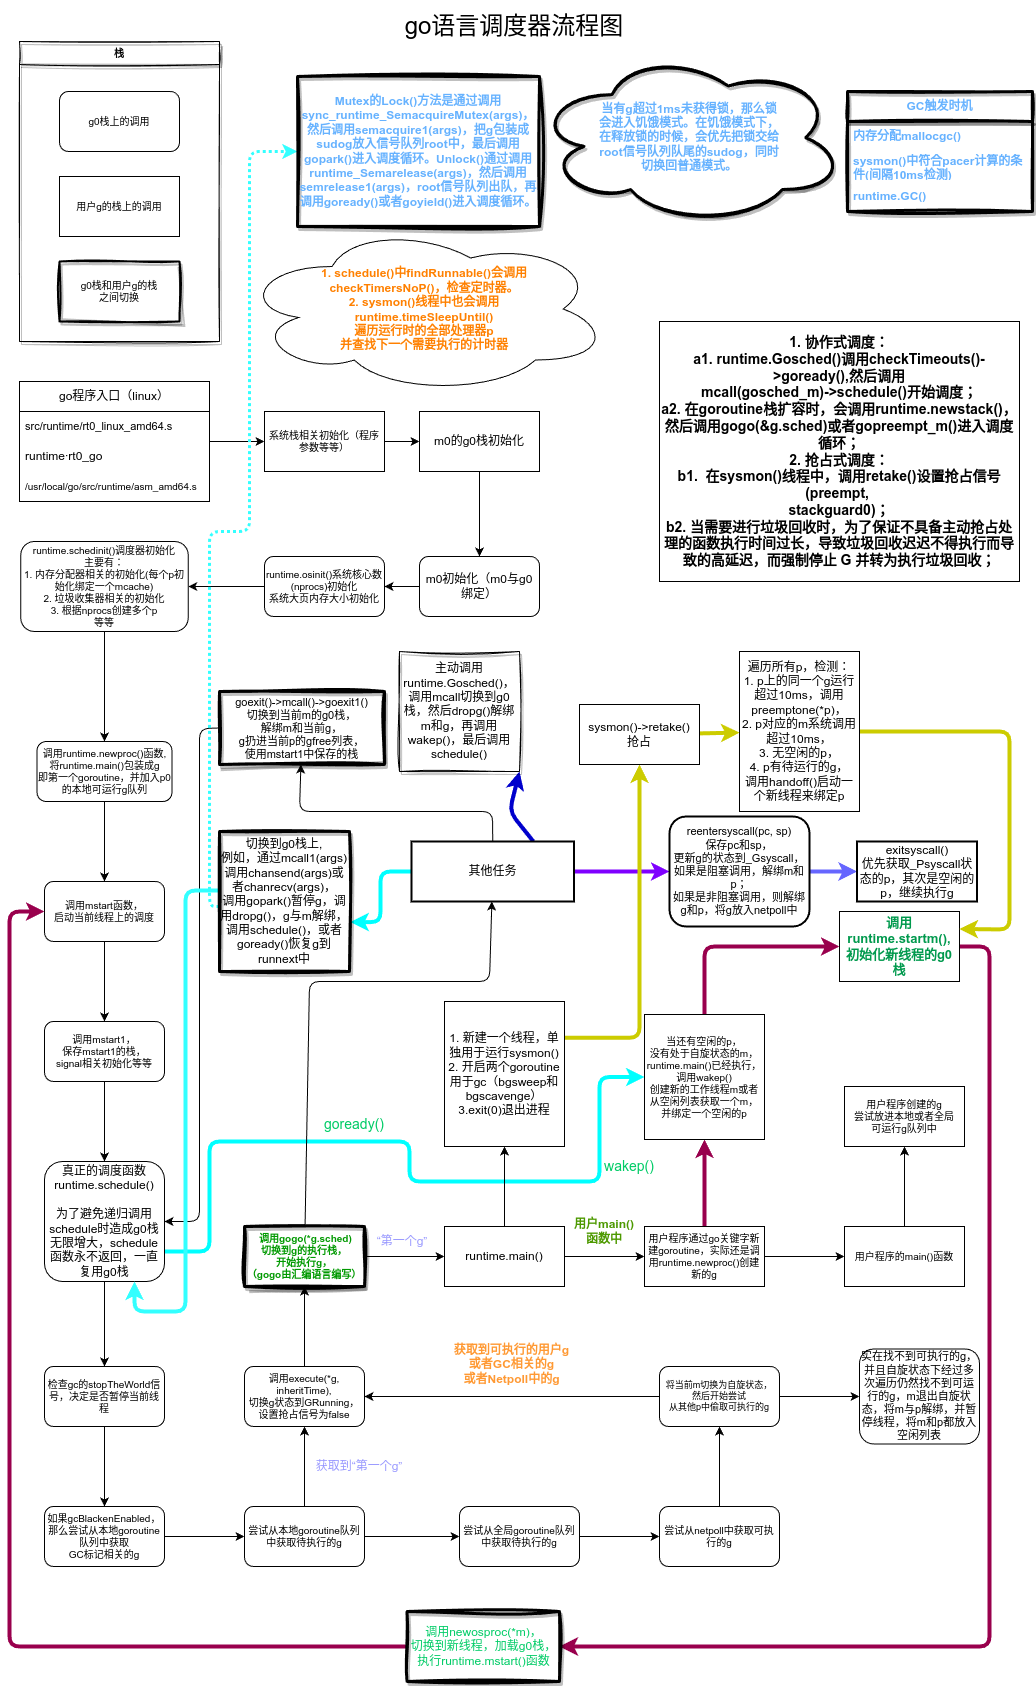 go语言调度器流程图
栈
g0栈上的调用
用户g的栈上的调用
g0栈和用户g的栈
之间切换
Mutex的Lock()方法是通过调用
sync_runtime_SemacquireMutex(args)，
然后调用semacquire1(args)，把g包装成
sudog放入信号队列root中，最后调用
gopark()进入调度循环。Unlock()通过调用
runtime_Semarelease(args)，然后调用
semrelease1(args)，root信号队列出队，再
调用goready()或者goyield()进入调度循环。
当有g超过1ms未获得锁，那么锁
会进入饥饿模式。在饥饿模式下，
在释放锁的时候，会优先把锁交给
root信号队列队尾的sudog，同时
切换回普通模式。
GC触发时机
内存分配mallocgc()
sysmon()中符合pacer计算的条
件(间隔10ms检测)
runtime.GC()
1. schedule()中findRunnable()会调用
checkTimersNoP()，检查定时器。
2. sysmon()线程中也会调用
runtime.timeSleepUntil()
遍历运行时的全部处理器p
并查找下一个需要执行的计时器
1. 协作式调度：
a1. runtime.Gosched()调用checkTimeouts()-
>goready(),然后调用
mcall(gosched_m)->schedule()开始调度；
a2. 在goroutine栈扩容时，会调用runtime.newstack()，
然后调用gogo(&g.sched)或者gopreempt_m()进入调度
循环；
2. 抢占式调度：
b1. 在sysmon()线程中，调用retake()设置抢占信号
(preempt,
stackguard0)；
b2. 当需要进行垃圾回收时，为了保证不具备主动抢占处
理的函数执行时间过长，导致垃圾回收迟迟不得执行而导
致的高延迟，而强制停止 G 并转为执行垃圾回收；
go程序入口（linux）
src/runtime/rt0_linux_amd64.s
runtime·rt0_go
/usr/local/go/src/runtime/asm_amd64.s
系统栈相关初始化（程序
参数等等）
m0的g0栈初始化
runtime.schedinit()调度器初始化
主要有：
1. 内存分配器相关的初始化(每个p初
始化绑定一个mcache)
2. 垃圾收集器相关的初始化
3. 根据nprocs创建多个p
等等
runtime.osinit()系统核心数
(nprocs)初始化
系统大页内存大小初始化
m0初始化（m0与g0
绑定）
goexit()->mcall()->goexit1()
切换到当前m的g0栈，
解绑m和当前g，
g扔进当前p的gfree列表，
使用mstart1中保存的栈
主动调用
runtime.Gosched()，
调用mcall切换到g0
栈，然后dropg()解绑
m和g，再调用
wakep()，最后调用
schedule()
sysmon()->retake()
抢占
遍历所有p，检测：
1. p上的同一个g运行
超过10ms，调用
preemptone(*p)，
2. p对应的m系统调用
超过10ms，
3. 无空闲的p，
4. p有待运行的g，
调用handoff()启动一
个新线程来绑定p
调用runtime.newproc()函数,
将runtime.main()包装成g
即第一个goroutine，并加入p0
的本地可运行g队列
切换到g0栈上,
例如，通过mcall1(args)
调用chansend(args)或
者chanrecv(args)，
调用gopark()暂停g，调
用dropg()，g与m解绑，
调用schedule()，或者
goready()恢复g到
runnext中
其他任务
reentersyscall(pc, sp)
保存pc和sp，
更新g的状态到_Gsyscall，
如果是阻塞调用，解绑m和
p；
如果是非阻塞调用，则解绑
g和p，将g放入netpoll中
exitsyscall()
优先获取_Psyscall状
态的p，其次是空闲的
p，继续执行g
调用mstart函数，
启动当前线程上的调度
调用
runtime.startm(),
初始化新线程的g0
栈
调用mstart1，
保存mstart1的栈，
signal相关初始化等等
1. 新建一个线程，单
独用于运行sysmon()
2. 开启两个goroutine
用于gc（bgsweep和
bgscavenge）
3.exit(0)退出进程
当还有空闲的p，
没有处于自旋状态的m，
runtime.main()已经执行，
调用wakep()
创建新的工作线程m或者
从空闲列表获取一个m，
并绑定一个空闲的p
用户程序创建的g
尝试放进本地或者全局
可运行g队列中
goready()
wakep()
真正的调度函数
runtime.schedule()
为了避免递归调用
schedule时造成g0栈
无限增大，schedule
函数永不返回，一直
复用g0栈
调用gogo(*g.sched)
切换到g的执行栈，
开始执行g，
（gogo由汇编语言编写）
“第一个g”
runtime.main()
用户main()
函数中
用户程序通过go关键字新
建goroutine，实际还是调
用runtime.newproc()创建
新的g
用户程序的main()函数
检查gc的stopTheWorld信
号，决定是否暂停当前线
程
调用execute(*g,
inheritTime),
切换g状态到GRunning，
设置抢占信号为false
获取到可执行的用户g
或者GC相关的g
或者Netpoll中的g
将当前m切换为自旋状态，
然后开始尝试
从其他p中偷取可执行的g
实在找不到可执行的g，
并且自旋状态下经过多
次遍历仍然找不到可运
行的g，m退出自旋状
态，将m与p解绑，并暂
停线程，将m和p都放入
空闲列表
获取到“第一个g”
如果gcBlackenEnabled，
那么尝试从本地goroutine
队列中获取
GC标记相关的g
尝试从本地goroutine队列
中获取待执行的g
尝试从全局goroutine队列
中获取待执行的g
尝试从netpoll中获取可执
行的g
调用newosproc(*m)，
切换到新线程，加载g0栈，
执行runtime.mstart()函数